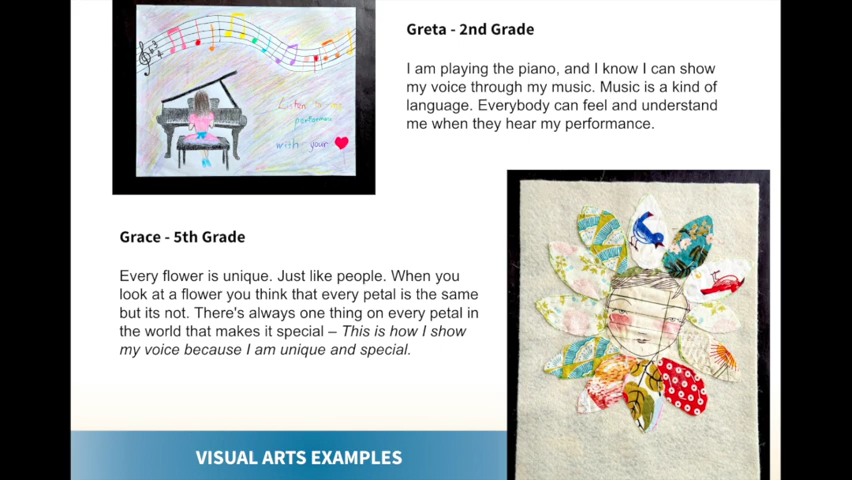 Greta - 2nd Grade
I am playing the piano, and I know I can show
my voice through my music. Music is a kind of
language. Everybody can feel and understand
me when they hear my performance.
Listen to my
performance
with your
Grace - 5th Grade
Every flower is unique. Just like people. When you
look at a flower you think that every petal is the same
but its not. There's always one thing on every petal in
the world that makes it special – This is how I show
my voice because I am unique and special.
VISUAL ARTS EXAMPLES